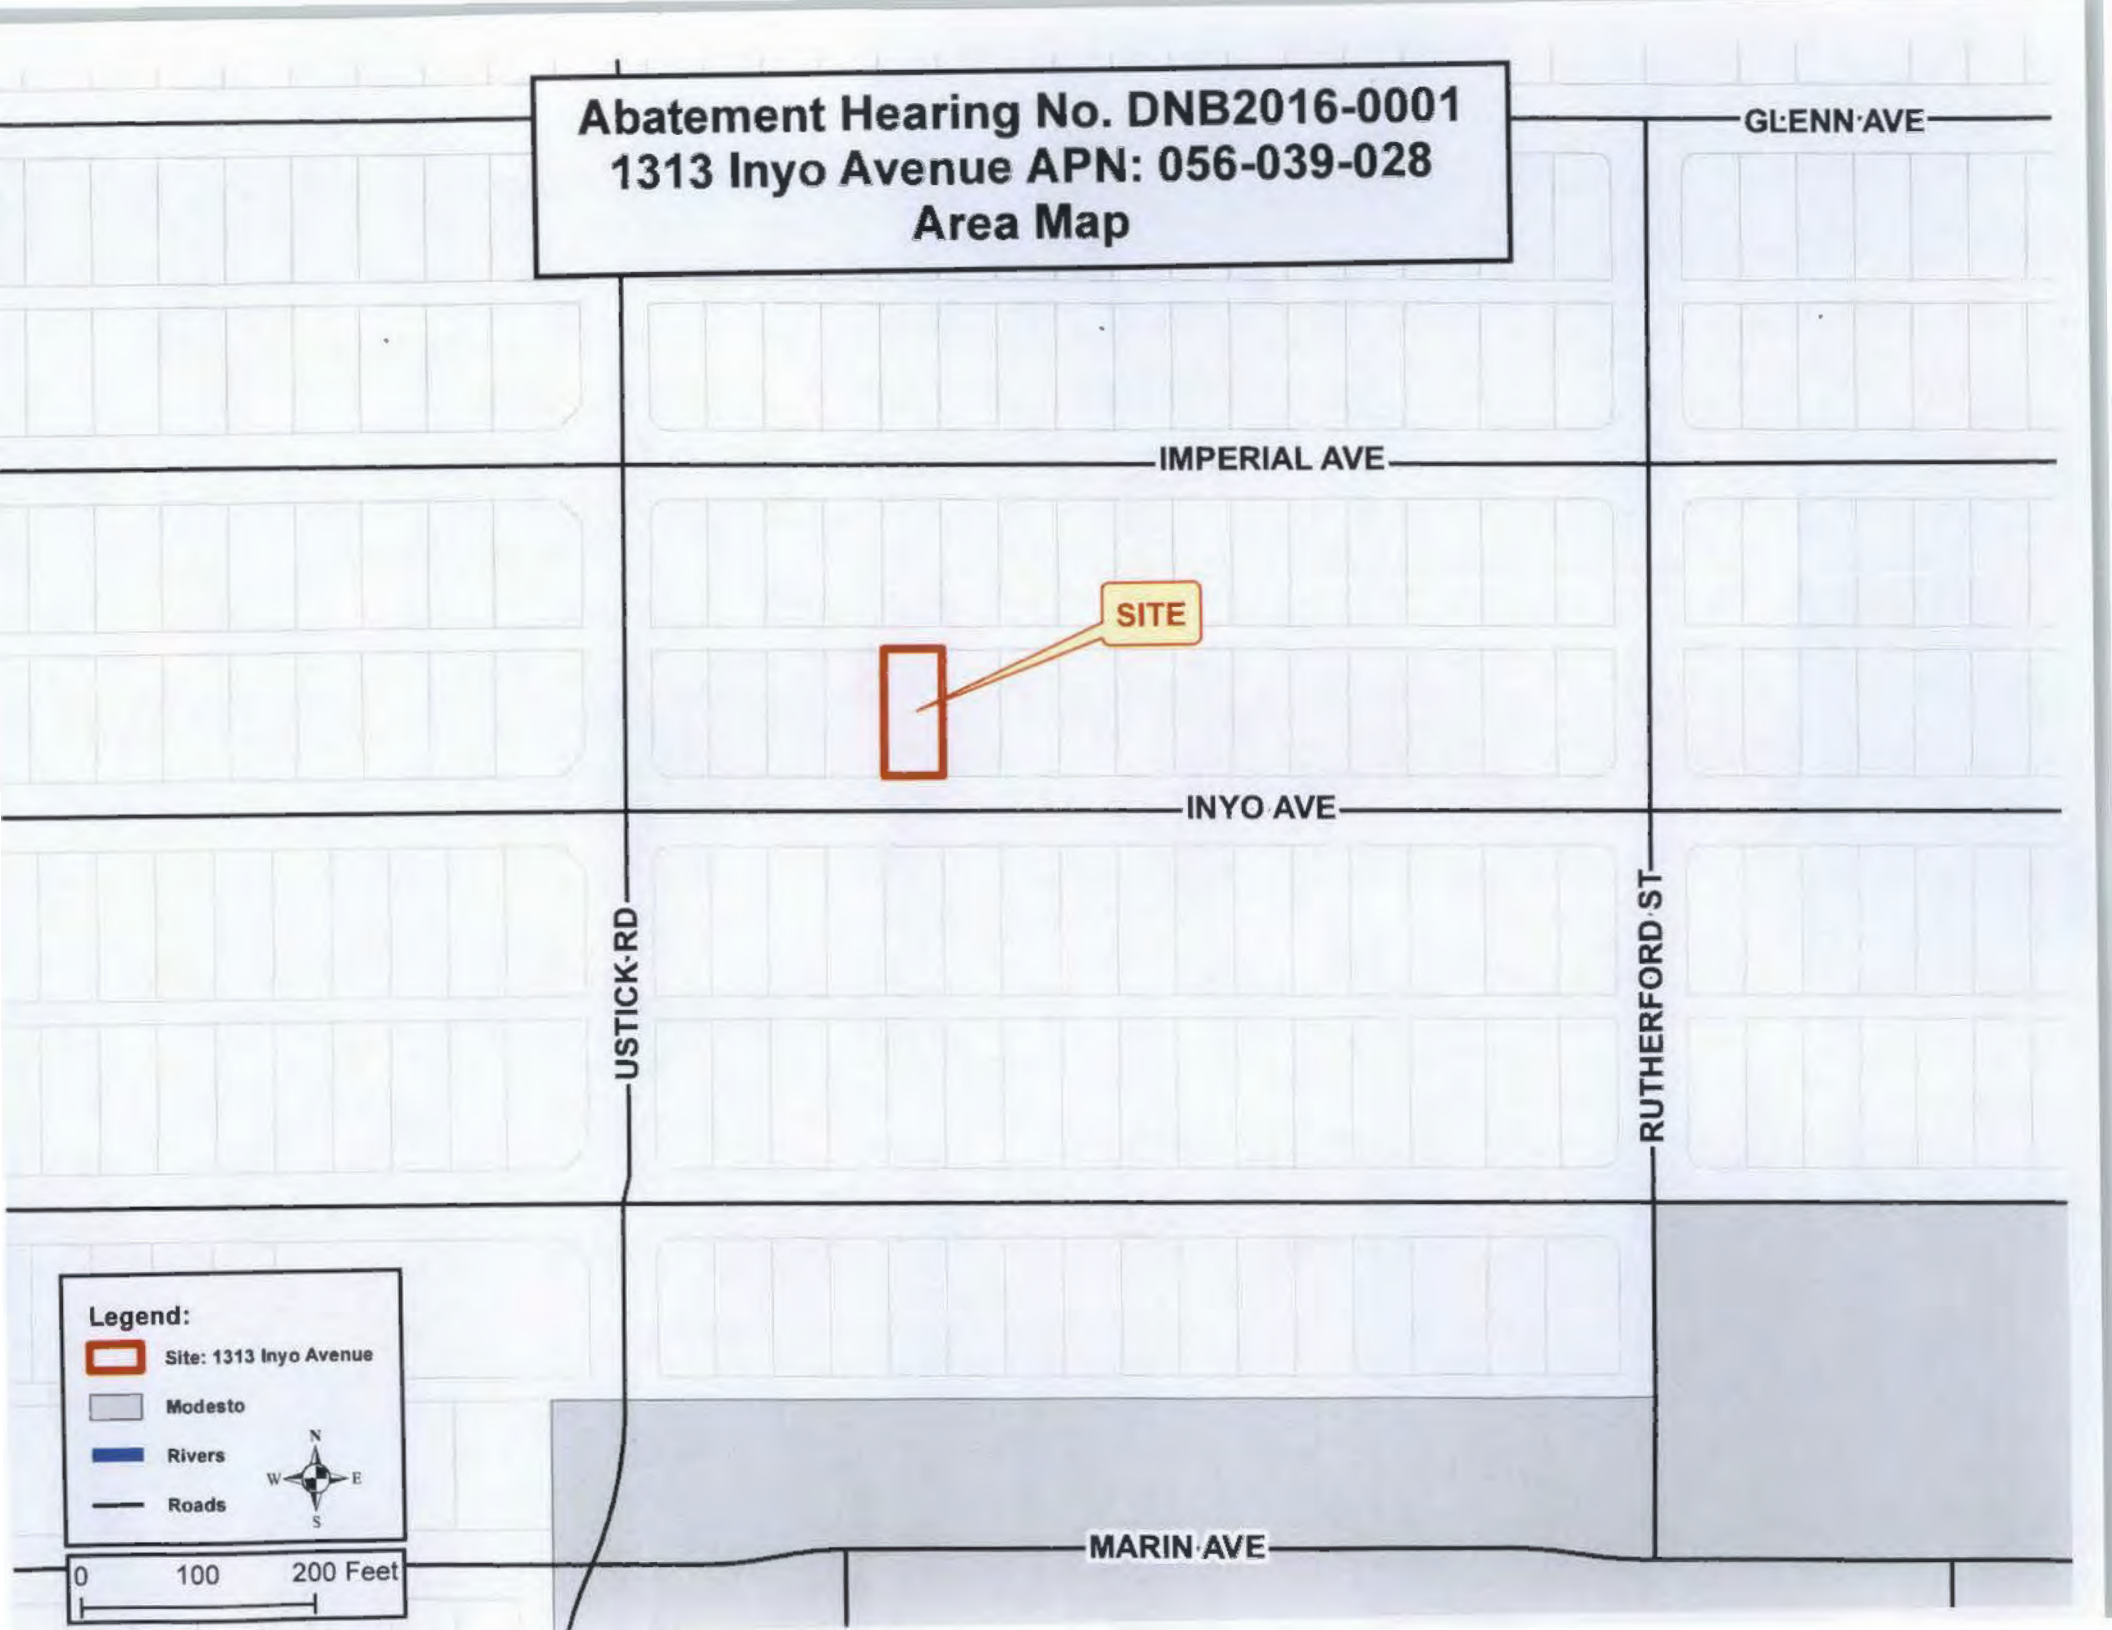 Abatement Hearing No. DNB2016-0001
1313 Inyo Avenue APN: 056-039-028
Area Map
GLENN AVE
IMPERIAL AVE
SITE
INYO AVE
USTICK RD
RUTHERFORD ST
Legend:
Site: 1313 Inyo Avenue
Modesto
Rivers
Roads
N
W E
S
0 100 200 Feet
MARIN AVE